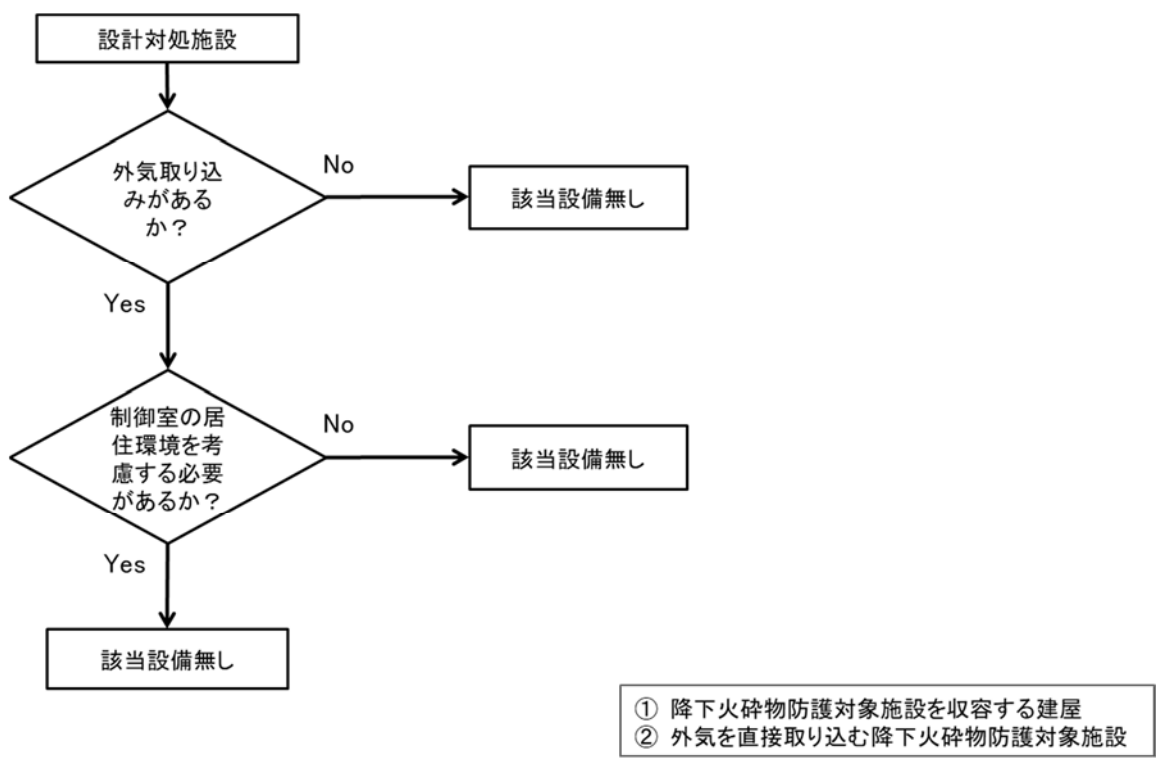 設計対処施設
外気取り込
みがある
か？
No
該当設備無し
Yes
制御室の居
住環境を考
慮する必要
があるか？
No
該当設備無し
Yes
該当設備無し
① 降下火砕物防護対象施設を収容する建屋
② 外気を直接取り込む降下火砕物防護対象施設